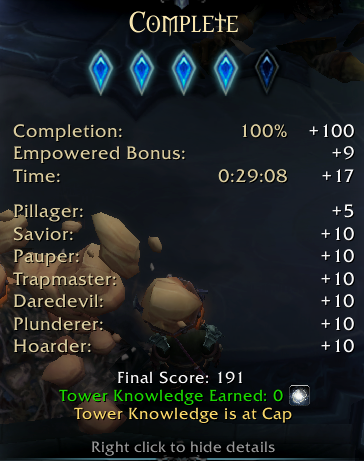 COMPLETE
Completion: 100% +100
Empowered Bonus: +9
Time: 0:29:08 +17
Pillager: +5
Savior: +10
Pauper: +10
Trapmaster: +10
Daredevil: +10
Plunderer: +10
Hoarder: +10
Final Score: 191
Tower Knowledge Earned: 0
Tower Knowledge is at Cap
Right click to hide details